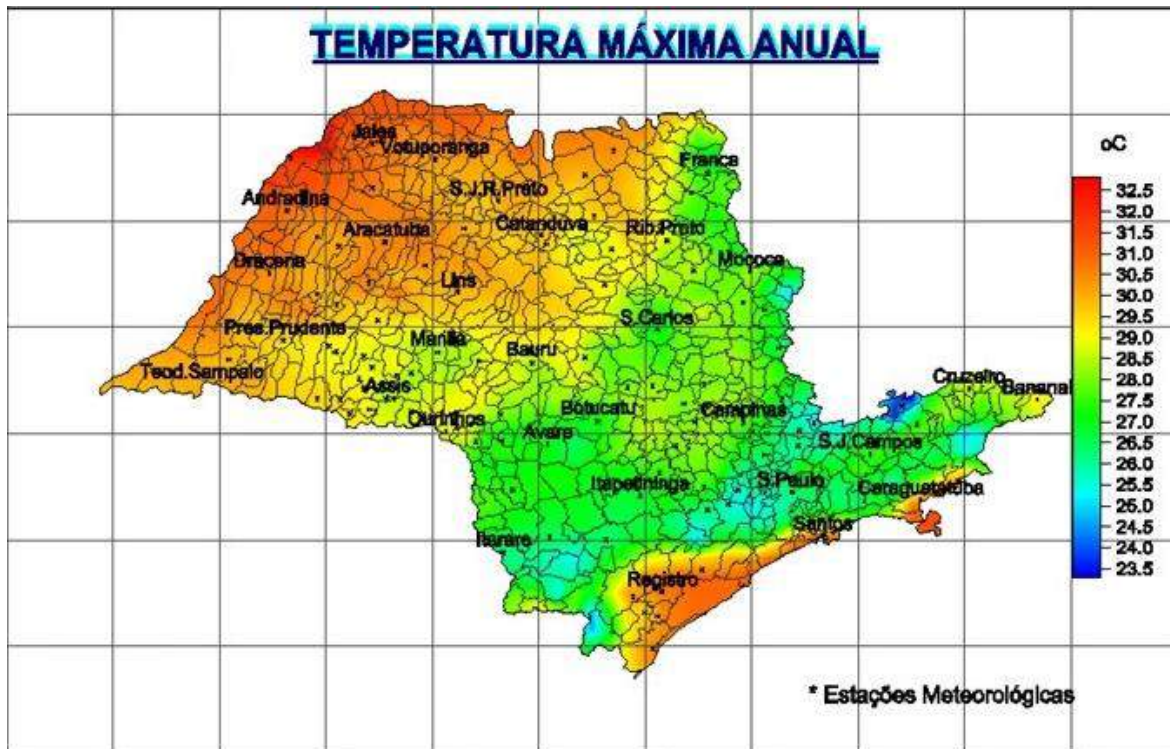 TEMPERATURA MÁXIMA ANUAL
oC
Jales
Votuporanga
Franca
S.J.R.Preto
Andradina
Catanduva
Aracatuba
Rib.Preto
Dracena
Mococa
Lins
S.Carlos
Pres.Prudente
Marilia
Bauru
Teod.Sampaio
Assis
Cruzeiro
Bananal
Ourinhos
Botucatu
Campinas
Avare
S.J.Campos
Itapetininga
S.Paulo
Caraguatatuba
Santos
Itarare
Registro
32.5
32.0
31.5
31.0
30.5
30.0
29.5
29.0
28.5
28.0
27.5
27.0
26.5
26.0
25.5
25.0
24.5
24.0
23.5
* Estações Meteorológicas